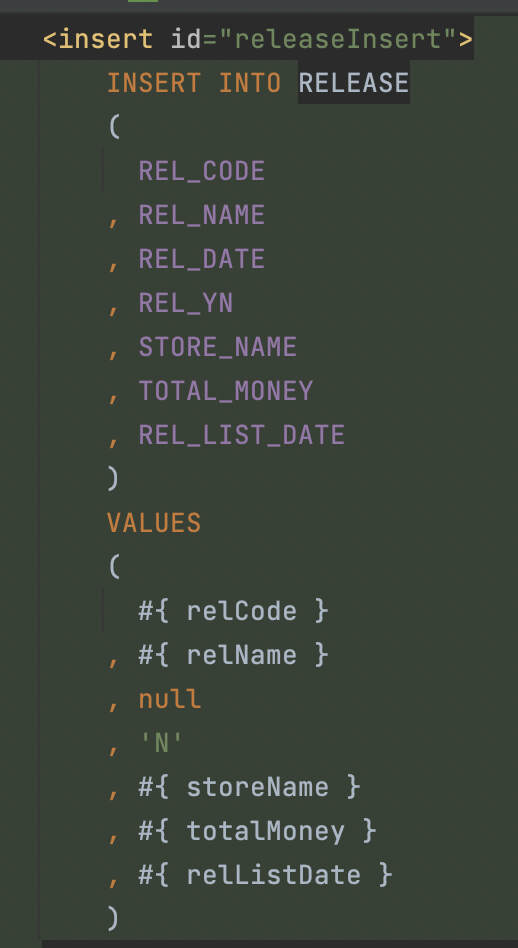 <insert id="releaseInsert">
INSERT INTO RELEASE
(
REL_CODE
, REL_NAME
, REL_DATE
, REL_YN
, STORE_NAME
, TOTAL_MONEY
, REL_LIST_DATE
)
VALUES
(
#{ relCode }
, #{ relName }
, null
, 'N'
, #{ storeName }
, #{ totalMoney }
, #{ relListDate }
)